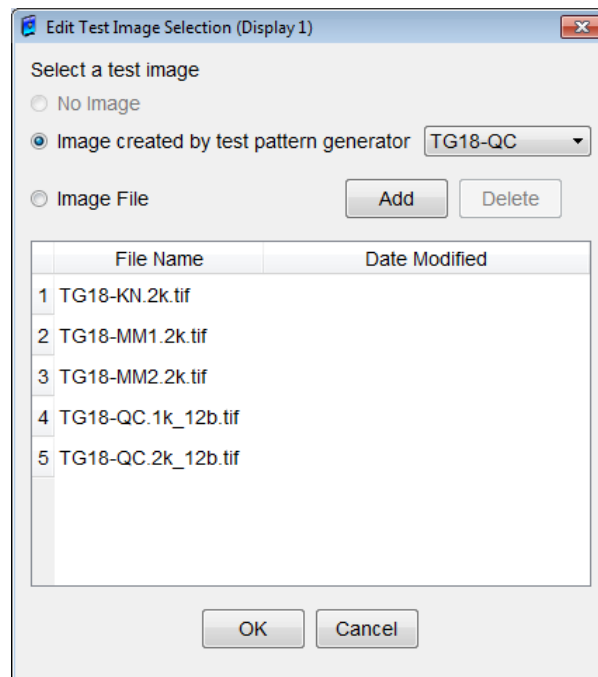 Edit Test Image Selection (Display 1)
Select a test image
No Image
Image created by test pattern generator TG18-QC
Image File Add Delete
File Name Date Modified
1 TG18-KN.2k.tif
2 TG18-MM1.2k.tif
3 TG18-MM2.2k.tif
4 TG18-QC.1k_12b.tif
5 TG18-QC.2k_12b.tif
OK Cancel